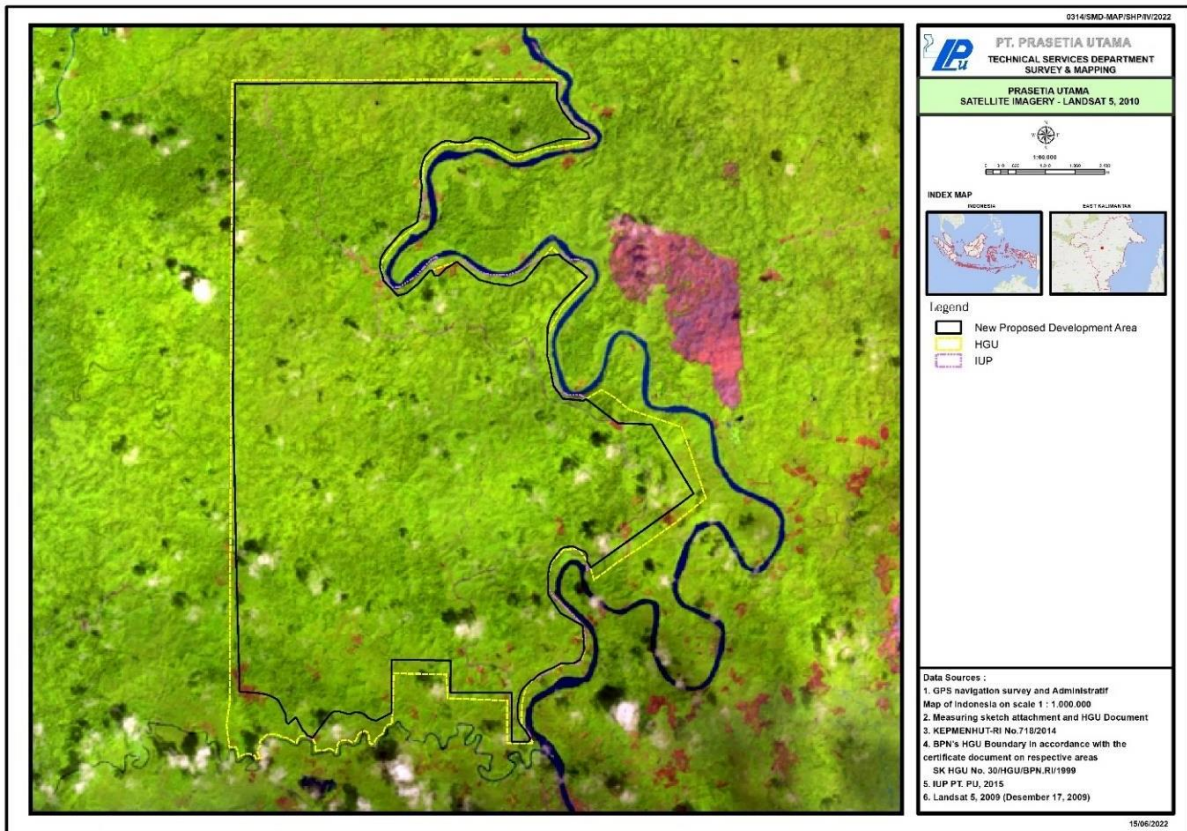 0314/SMD-MAP/SHP/IV/2022
PT. PRASETIA UTAMA
TECHNICAL SERVICES DEPARTMENT
SURVEY & MAPPING
PRASETIA UTAMA
SATELLITE IMAGERY - LANDSAT 5, 2010
N
W
S
1:60.000
INDEX MAP
INDONESIA
EAST KALIMANTAN
Legend
New Proposed Development Area
HGU
IUP
Data Sources :
1. GPS navigation survey and Administratif
Map of Indonesia on scale 1 : 1.000.000
2. Measuring sketch attachment and HGU Document
3. KEPMENHUT-RI No.718/2014
4. BPN's HGU Boundary in accordance with the
certificate document on respective areas
SK HGU No. 30/HGU/BPN.RI/1999
5. IUP PT. PU, 2015
6. Landsat 5, 2009 (Desember 17, 2009)
15/06/2022